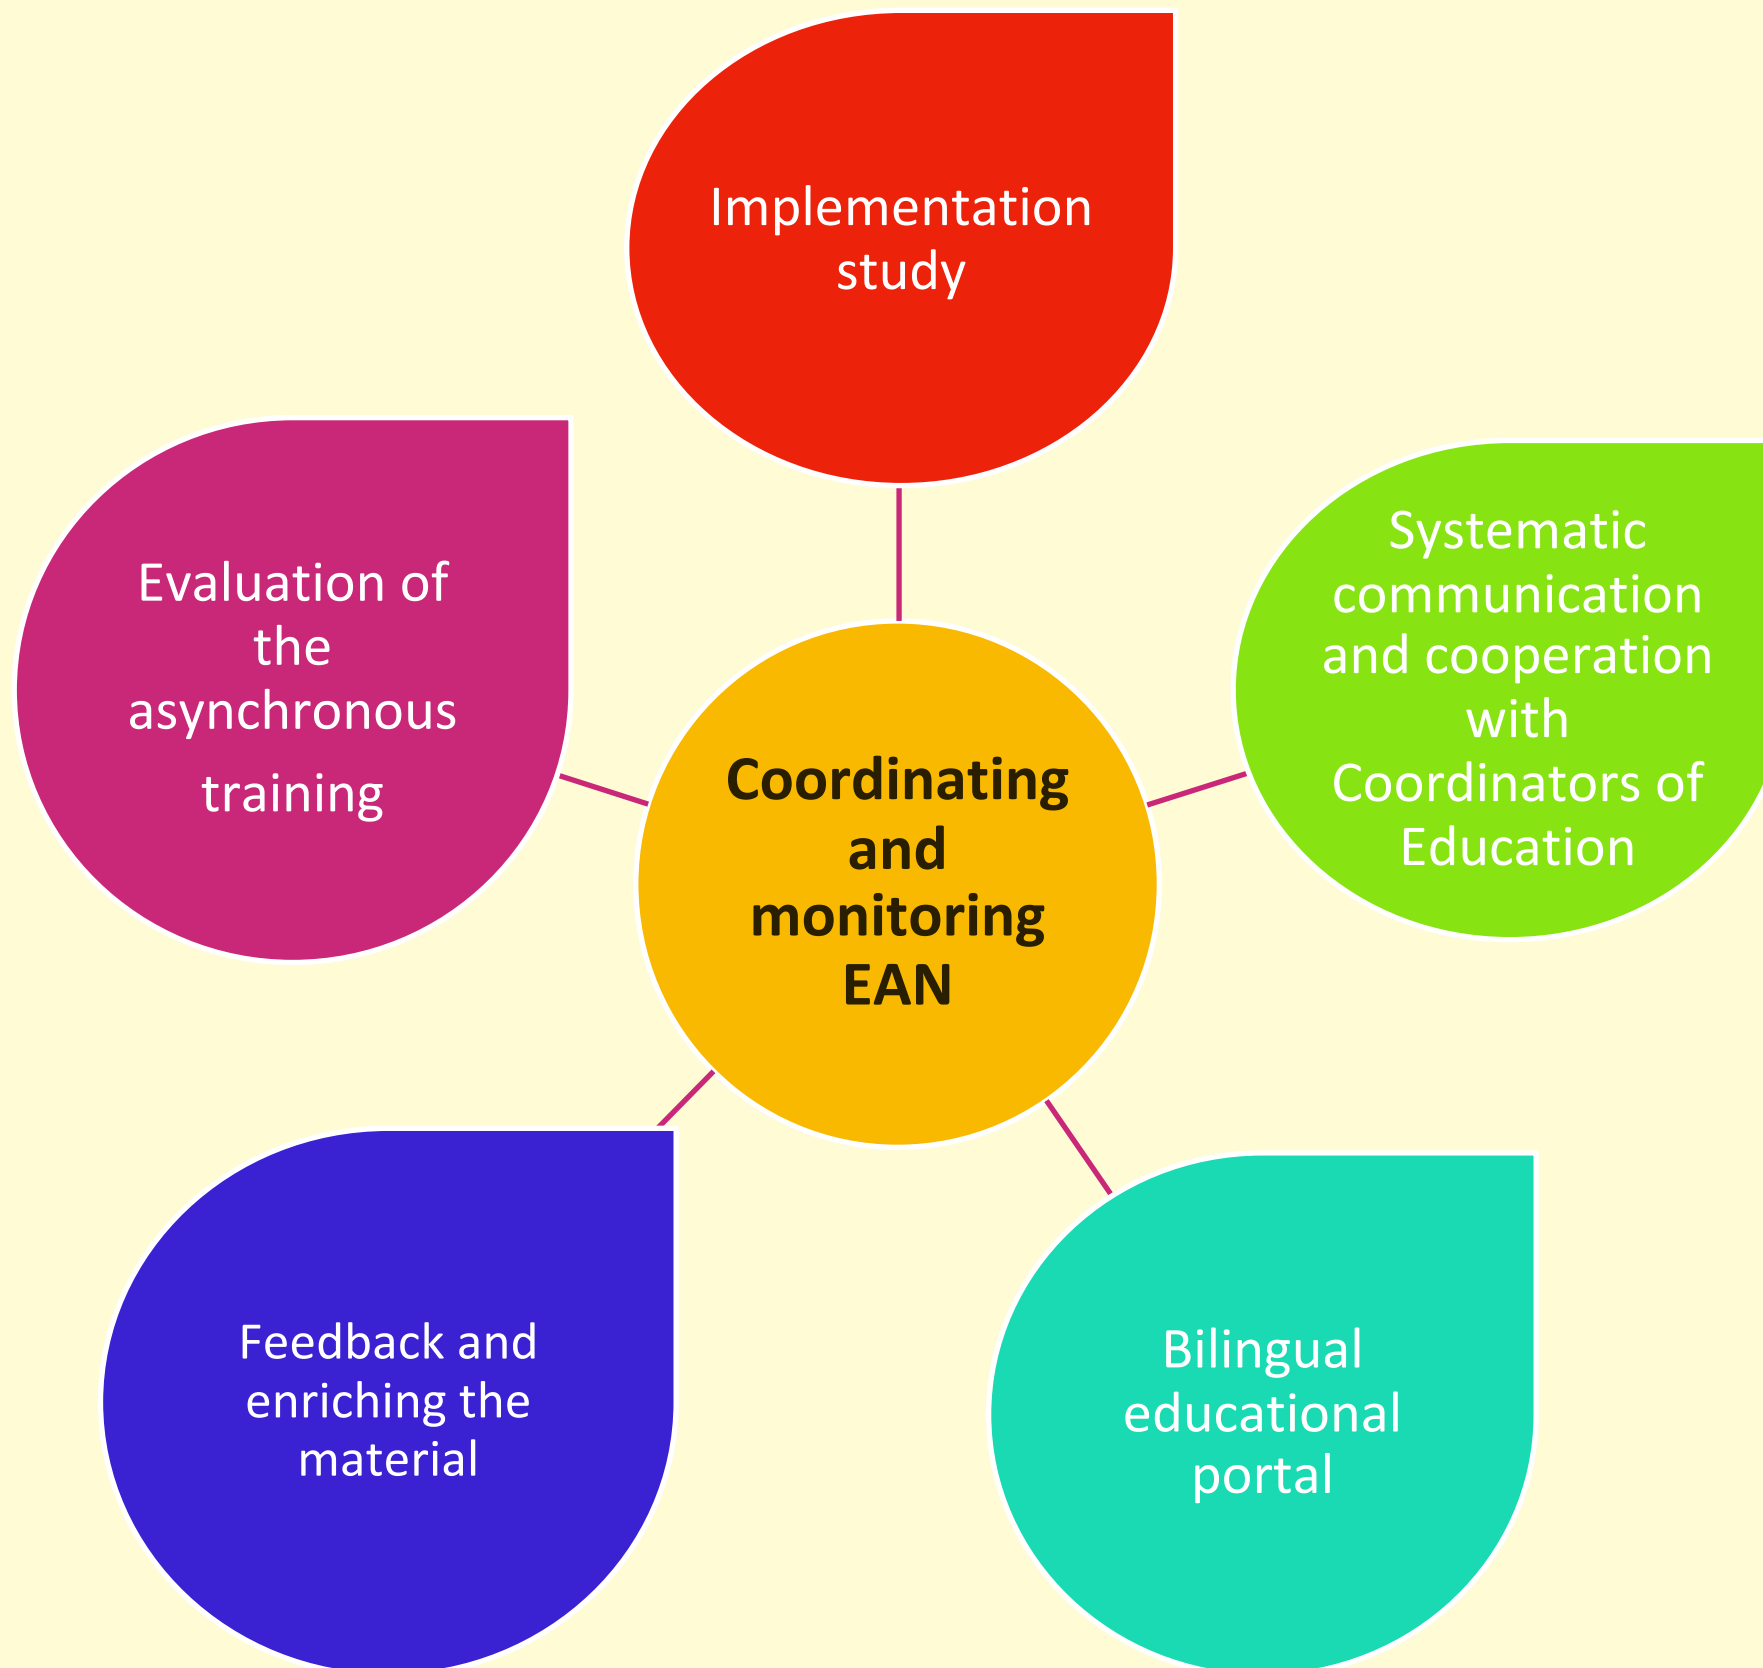 Implementation
study
Systematic
communication
and cooperation
with
Coordinators of
Education
Evaluation of
the
asynchronous
training
Coordinating
and
monitoring
EAN
Feedback and
enriching the
material
Bilingual
educational
portal